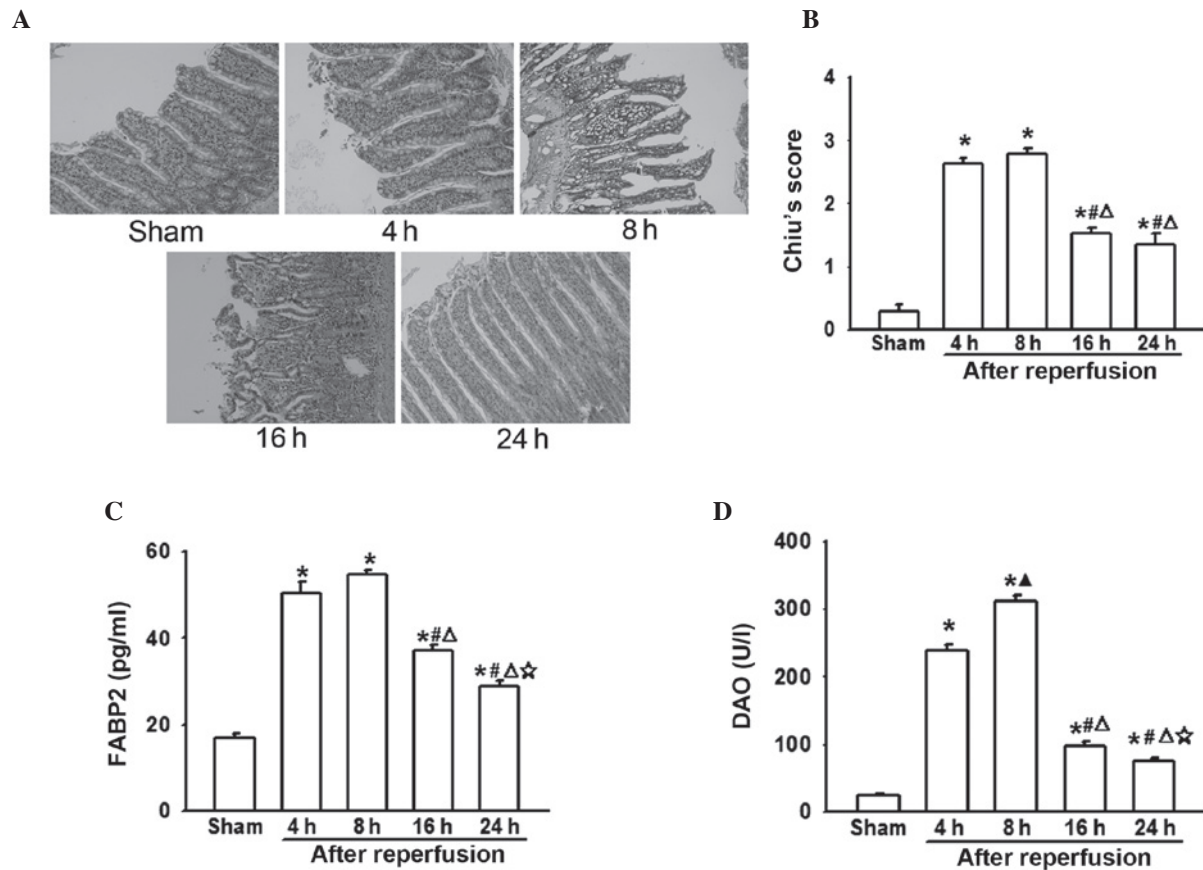 A
Sham
4 h
8 h
16 h
24 h
B
Chiu's score
4
3
2
1
0
*
*
*#Δ
*#Δ
Sham
4 h
8 h
16 h
24 h
After reperfusion
C
FABP2 (pg/ml)
60
40
20
0
*
*
*#Δ
*#Δ☆
Sham
4 h
8 h
16 h
24 h
After reperfusion
D
DAO (U/l)
400
300
200
100
0
*
*▲
*#Δ
*#Δ☆
Sham
4 h
8 h
16 h
24 h
After reperfusion